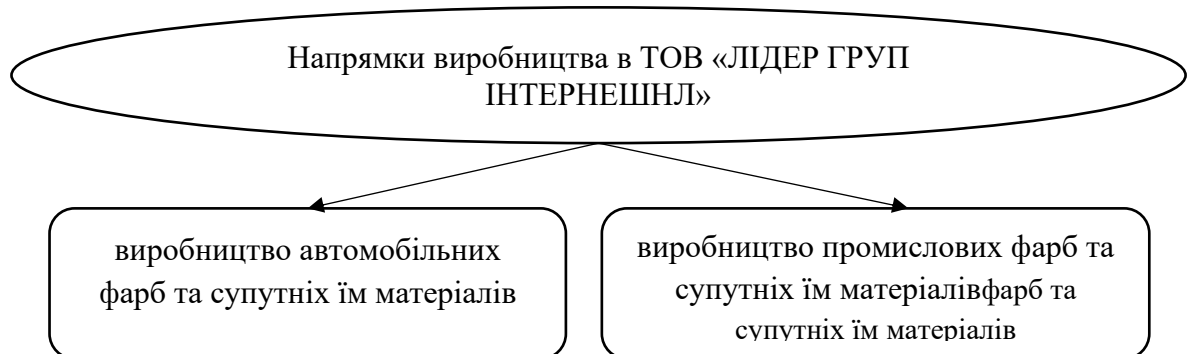 Напрямки виробництва в ТОВ «ЛІДЕР ГРУП
ІНТЕРНЕШНЛ»
виробництво автомобільних
фарб та супутніх їм матеріалів
виробництво промислових фарб та
супутніх їм матеріалівфарб та
супутніх їм матеріалів